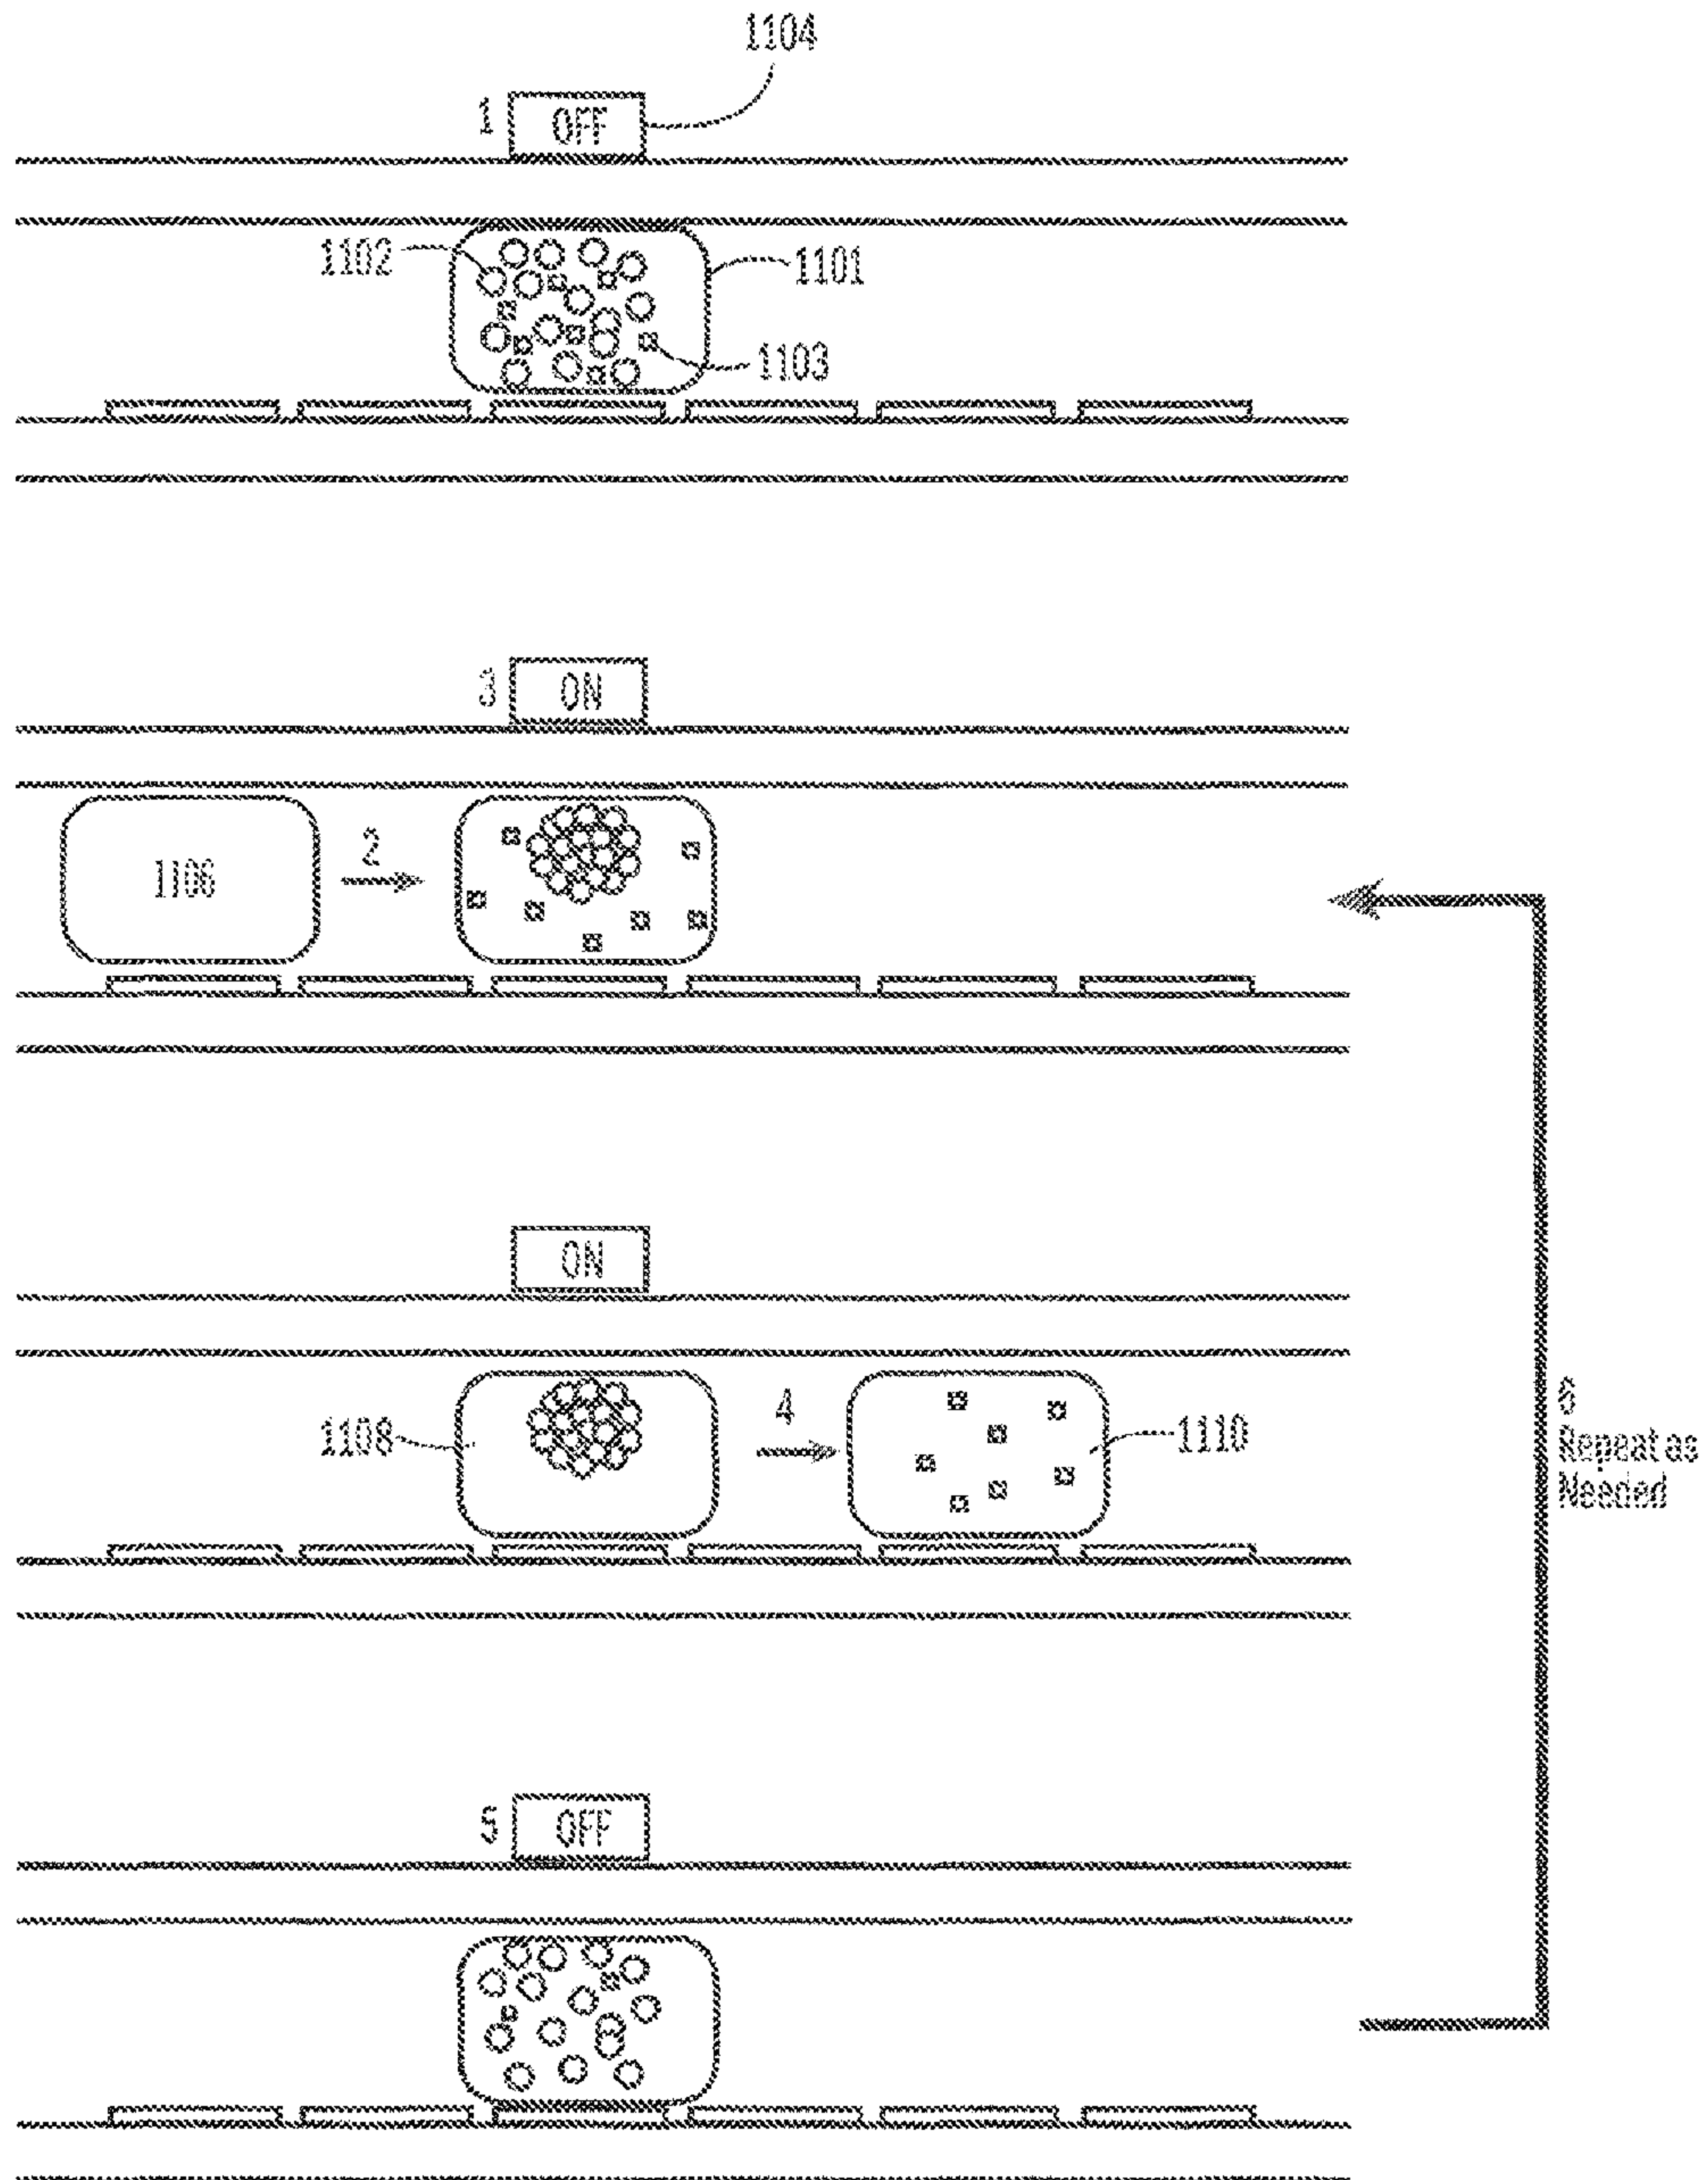 1104
1 OFF
1102
1101
1103
3 ON
1106
2
ON
1108
4
1110
6
Repeat as
Needed
5 OFF